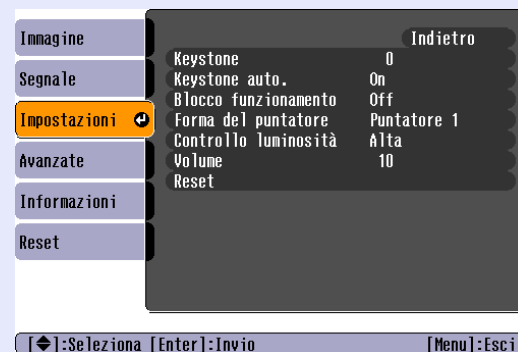 Immagine
Segnale
Impostazioni
Avanzate
Informazioni
Reset
Indietro
Keystone 0
Keystone auto. On
Blocco funzionamento Off
Forma del puntatore Puntatore 1
Controllo luminosità Alta
Volume 10
Reset
[◆]:Seleziona [Enter]:Invio [Menu]:Esci